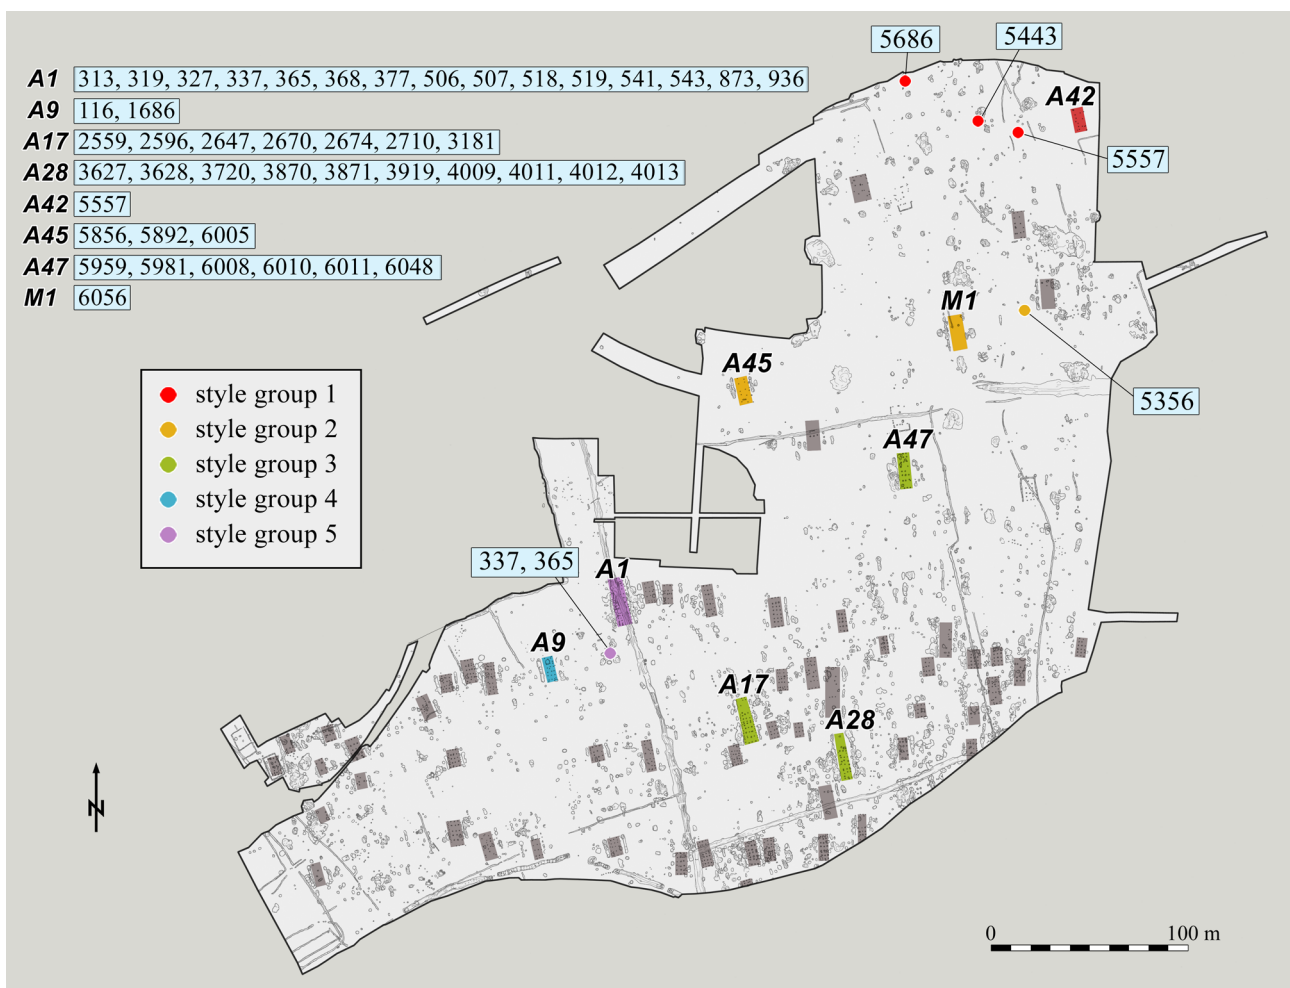 5686
5443
A42
5557
A1 313, 319, 327, 337, 365, 368, 377, 506, 507, 518, 519, 541, 543, 873, 936
A9 116, 1686
A17 2559, 2596, 2647, 2670, 2674, 2710, 3181
A28 3627, 3628, 3720, 3870, 3871, 3919, 4009, 4011, 4012, 4013
A42 5557
A45 5856, 5892, 6005
A47 5959, 5981, 6008, 6010, 6011, 6048
M1 6056
M1
A45
5356
A47
style group 1
style group 2
style group 3
style group 4
style group 5
337, 365
A1
A9
A17
A28
N
0 100 m